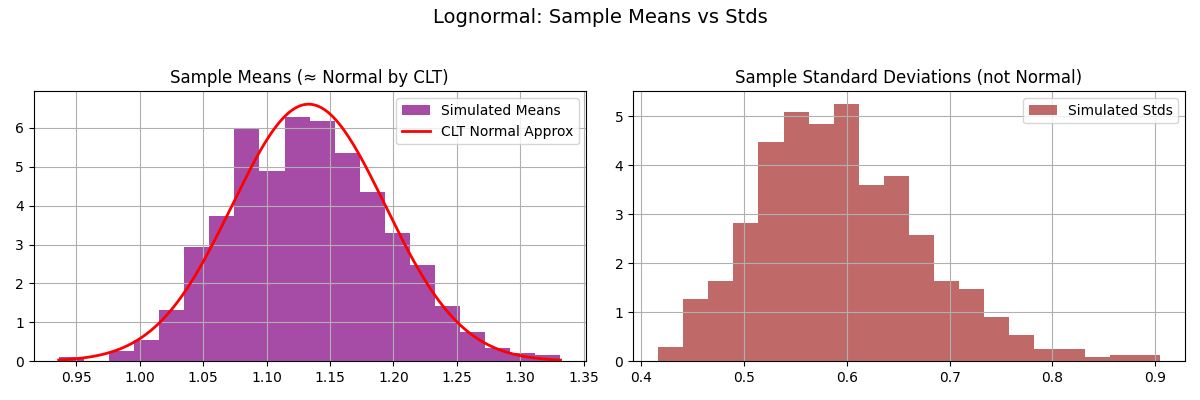 Lognormal: Sample Means vs Stds
Sample Means (≈ Normal by CLT)
Simulated Means
CLT Normal Approx
6
5
4
3
2
1
0
0.95 1.00 1.05 1.10 1.15 1.20 1.25 1.30 1.35
Sample Standard Deviations (not Normal)
Simulated Stds
5
4
3
2
1
0
0.4 0.5 0.6 0.7 0.8 0.9